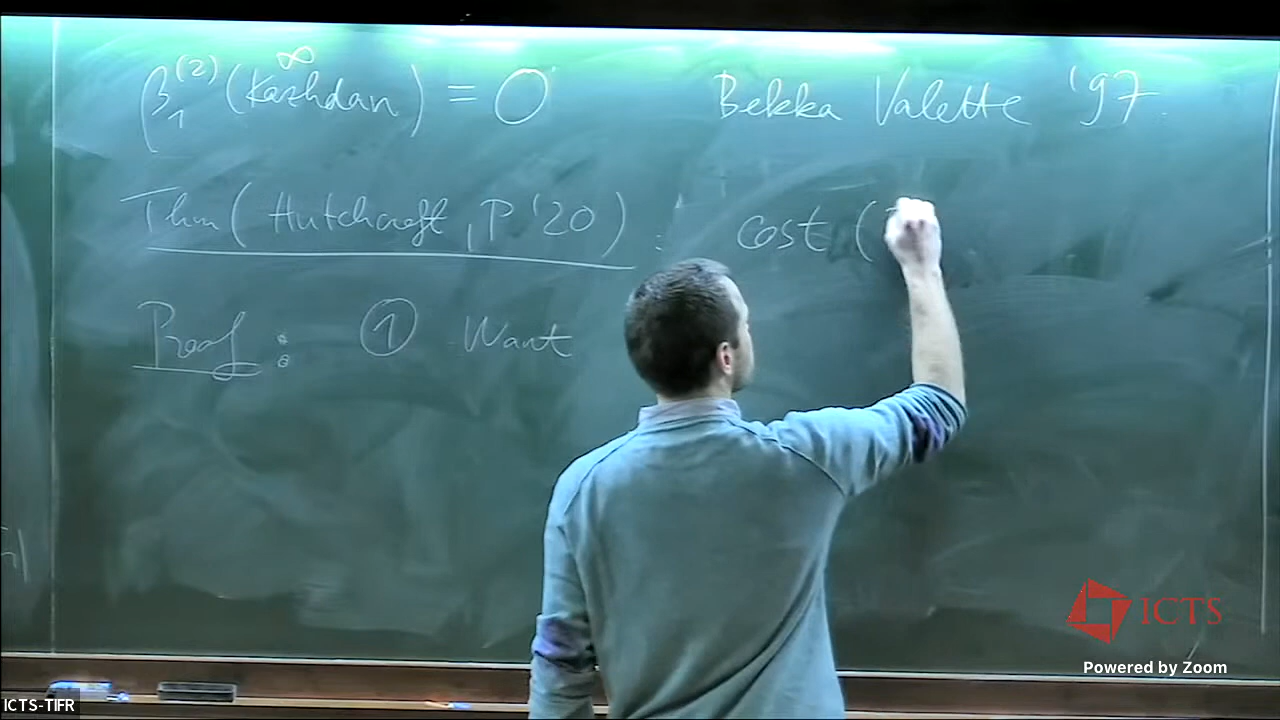 ∞
β₁⁽²⁾(Kazhdan) = 0 Bekka Valette '97
Thm (Hutchcroft, P '20) : cost (
Proof : ① Want
ICTS
Powered by Zoom
ICTS-TIFR